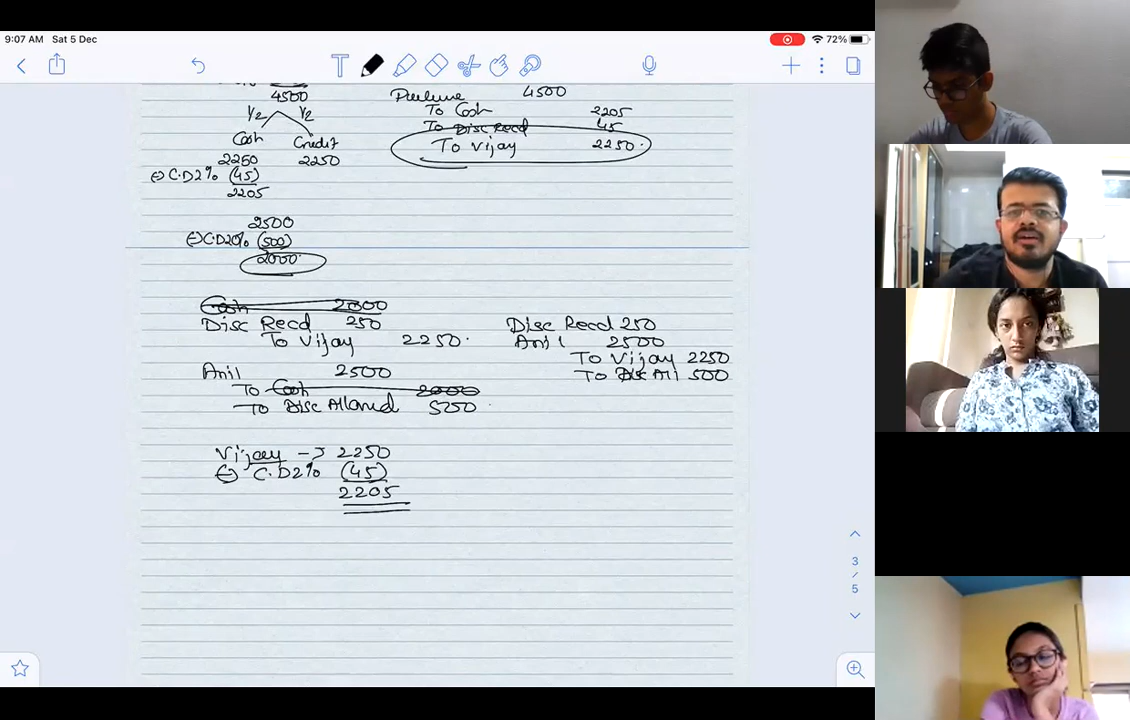 9:07 AM Sat 5 Dec
72%
T
4500
1/2 1/2
Cash Credit
2250 2250
(-) C.D 2% (45)
2205
4500
To Cash 2205
To Disc Recd 45
To Vijay 2250.
2500
(-) C.D 20% (500)
2000.
Cash 2000
Disc Recd 250
To Vijay 2250.
Anil 2500
To Cash 2000
To Disc Allowed
Disc Recd 250
Anil 2500
To Vijay 2250
To Disc All 500
Vijay → 2250
(-) C.D 2% (45)
2205
3
/
5